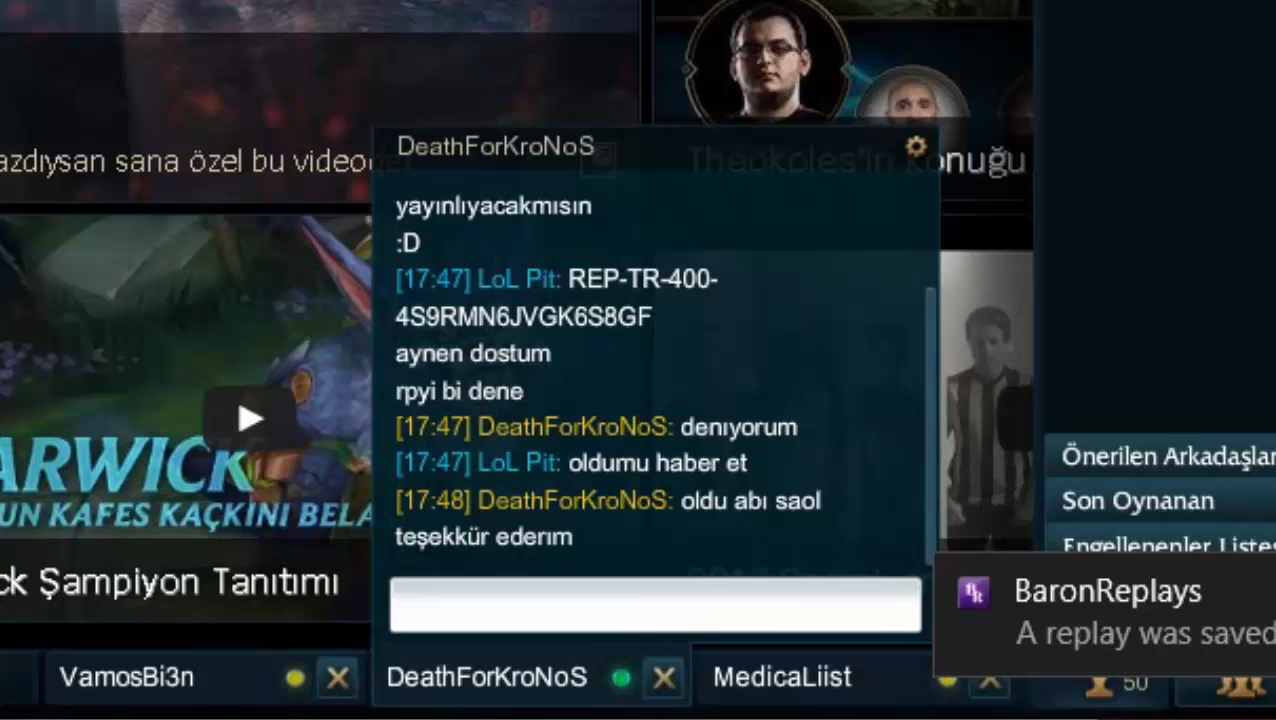 azdıysan sana özel bu videoda
DeathForKroNoS
Theokoles'in Konuğu
yayınlıyacakmısın
:D
[17:47] LoL Pit: REP-TR-400-
4S9RMN6JVGK6S8GF
aynen dostum
rpyi bi dene
[17:47] DeathForKroNoS: denıyorum
[17:47] LoL Pit: oldumu haber et
[17:48] DeathForKroNoS: oldu abı saol
teşekkür ederım
ARWICK
UN KAFES KAÇKINI BELA
ck Şampiyon Tanıtımı
Önerilen Arkadaşlar
Son Oynanan
Engellenenler Listes
BaronReplays
A replay was saved
VamosBi3n
DeathForKroNoS
MedicaLiist
50